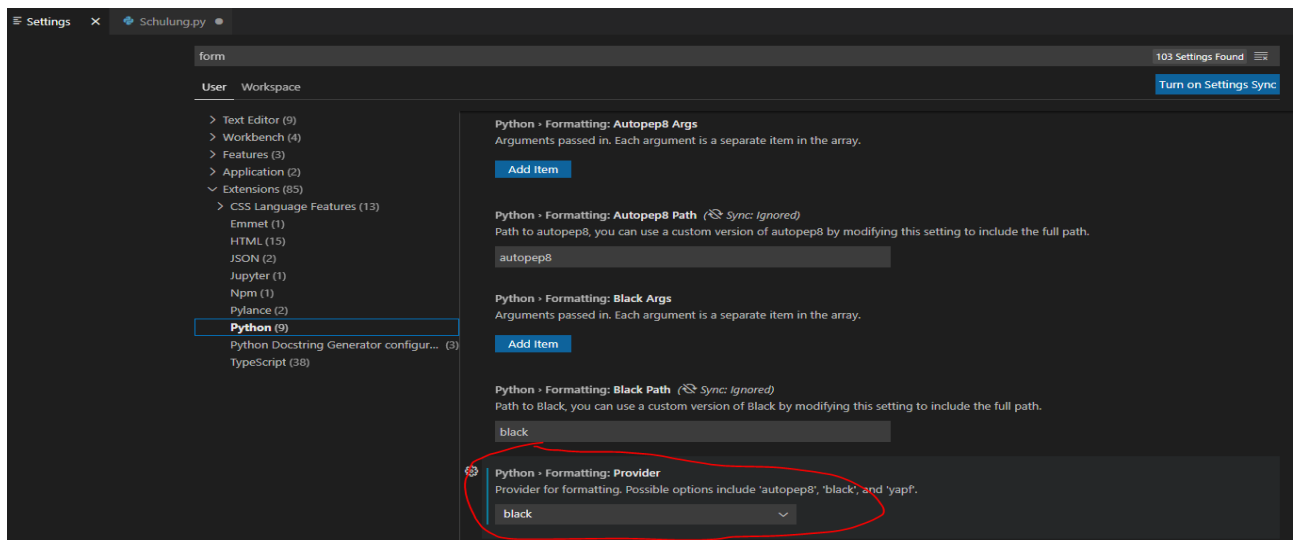 Settings
Schulung.py
form
103 Settings Found
User Workspace
Turn on Settings Sync
Text Editor (9)
Workbench (4)
Features (3)
Application (2)
Extensions (85)
CSS Language Features (13)
Emmet (1)
HTML (15)
JSON (2)
Jupyter (1)
Npm (1)
Pylance (2)
Python (9)
Python Docstring Generator configur... (3)
TypeScript (38)
Python › Formatting: Autopep8 Args
Arguments passed in. Each argument is a separate item in the array.
Add Item
Python › Formatting: Autopep8 Path (Sync: Ignored)
Path to autopep8, you can use a custom version of autopep8 by modifying this setting to include the full path.
autopep8
Python › Formatting: Black Args
Arguments passed in. Each argument is a separate item in the array.
Add Item
Python › Formatting: Black Path (Sync: Ignored)
Path to Black, you can use a custom version of Black by modifying this setting to include the full path.
black
Python › Formatting: Provider
Provider for formatting. Possible options include 'autopep8', 'black', and 'yapf'.
black